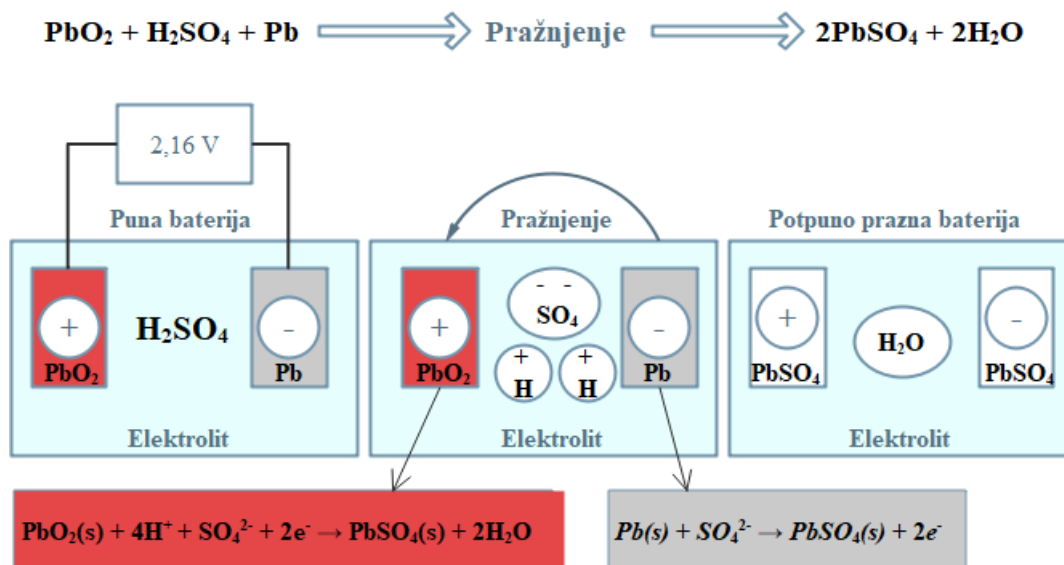 PbO₂ + H₂SO₄ + Pb Pražnjenje 2PbSO₄ + 2H₂O
2,16 V
Puna baterija
+
PbO₂
H₂SO₄
-
Pb
Elektrolit
Pražnjenje
+
PbO₂
- -
SO₄
+
H
+
H
-
Pb
Elektrolit
Potpuno prazna baterija
+
PbSO₄
H₂O
-
PbSO₄
Elektrolit
PbO₂(s) + 4H⁺ + SO₄²⁻ + 2e⁻ → PbSO₄(s) + 2H₂O
Pb(s) + SO₄²⁻ → PbSO₄(s) + 2e⁻